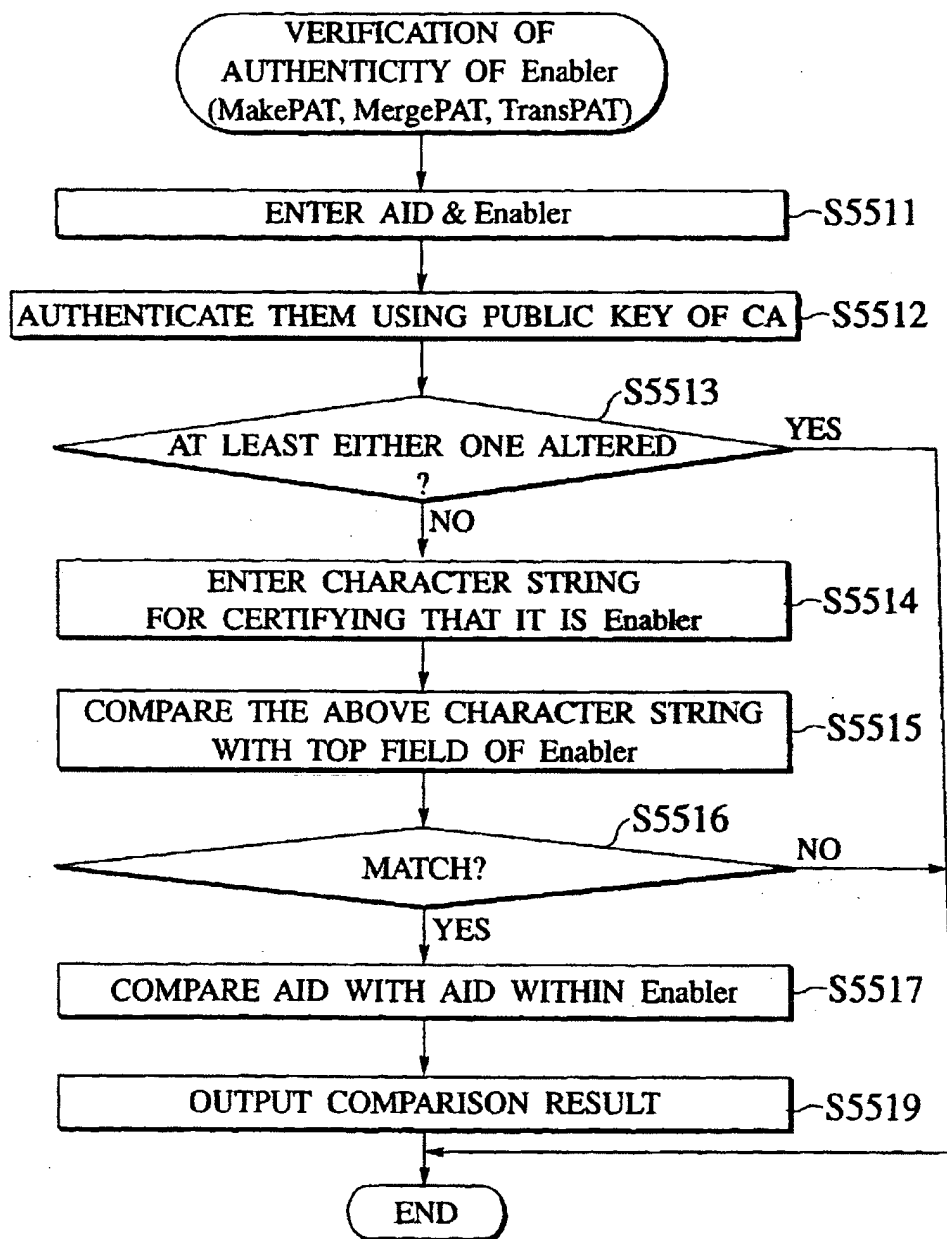 VERIFICATION OF
AUTHENTICITY OF Enabler
(MakePAT, MergePAT, TransPAT)
ENTER AID & Enabler
S5511
AUTHENTICATE THEM USING PUBLIC KEY OF CA
S5512
S5513
AT LEAST EITHER ONE ALTERED
?
YES
NO
ENTER CHARACTER STRING
FOR CERTIFYING THAT IT IS Enabler
S5514
COMPARE THE ABOVE CHARACTER STRING
WITH TOP FIELD OF Enabler
S5515
S5516
MATCH?
NO
YES
COMPARE AID WITH AID WITHIN Enabler
S5517
OUTPUT COMPARISON RESULT
S5519
END